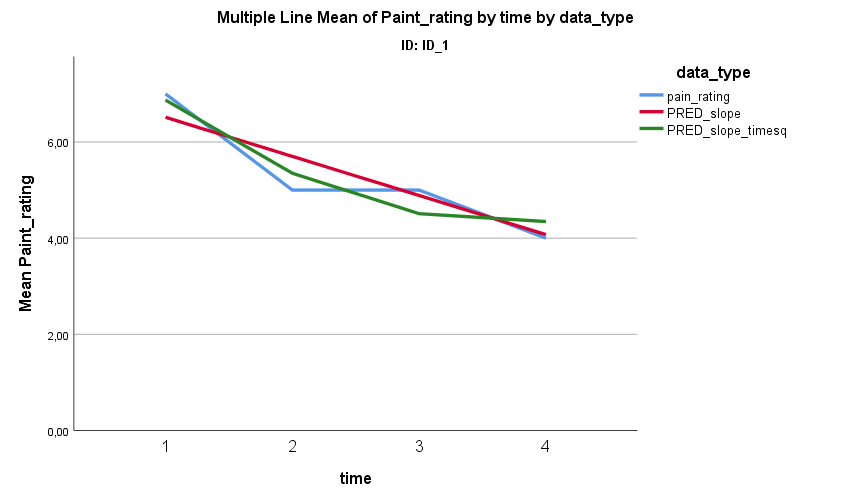 Multiple Line Mean of Paint_rating by time by data_type
ID: ID_1
data_type
pain_rating
PRED_slope
PRED_slope_timesq
Mean Paint_rating
6,00
4,00
2,00
0,00
1 2 3 4
time